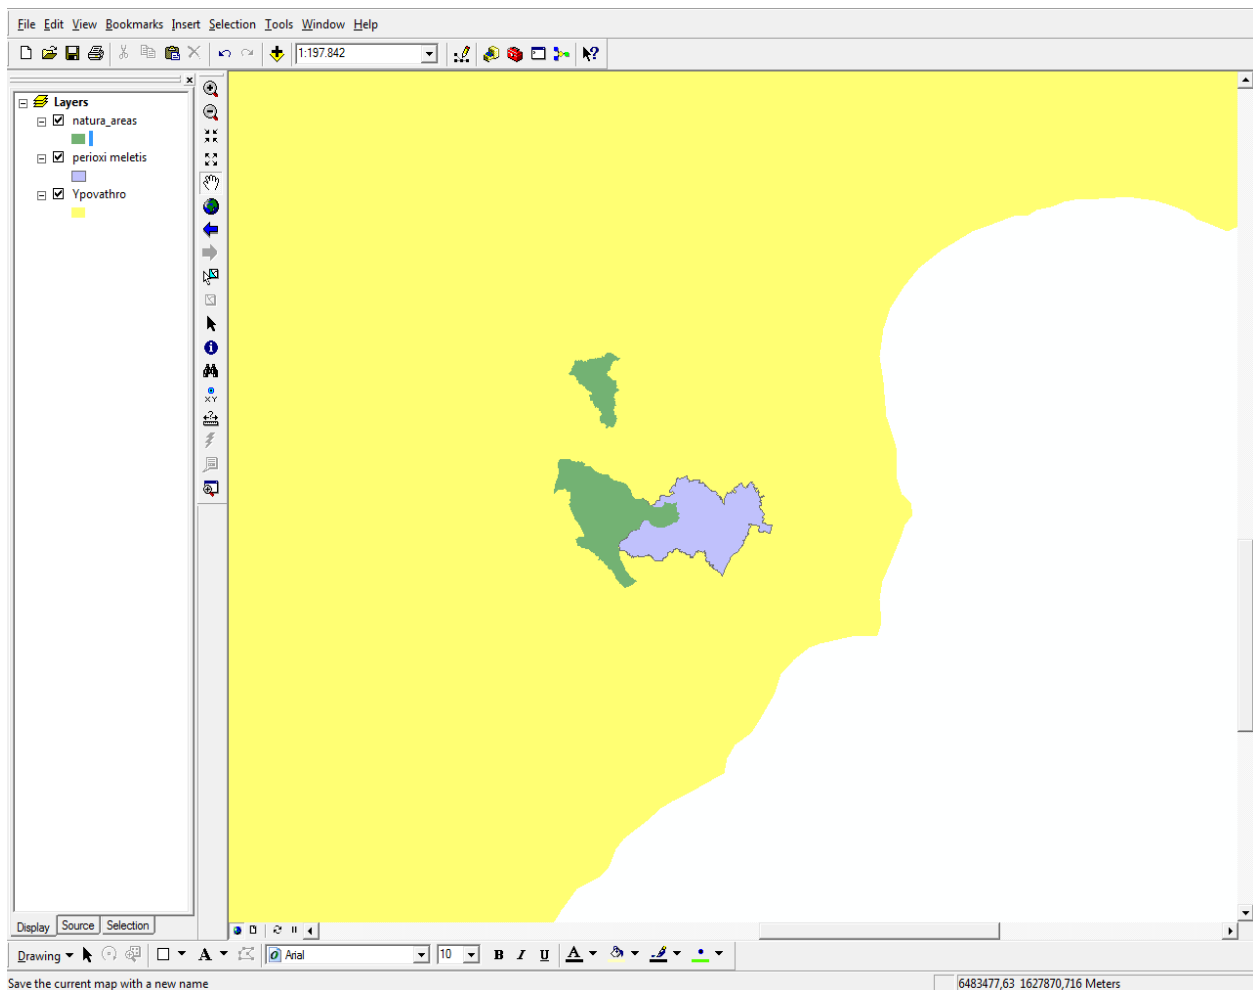 File Edit View Bookmarks Insert Selection Tools Window Help
1:197.842
Layers
natura_areas
perioxi meletis
Ypovathro
XY
Display Source Selection
Drawing A Arial 10 B I U A
Save the current map with a new name 6483477,63 1627870,716 Meters